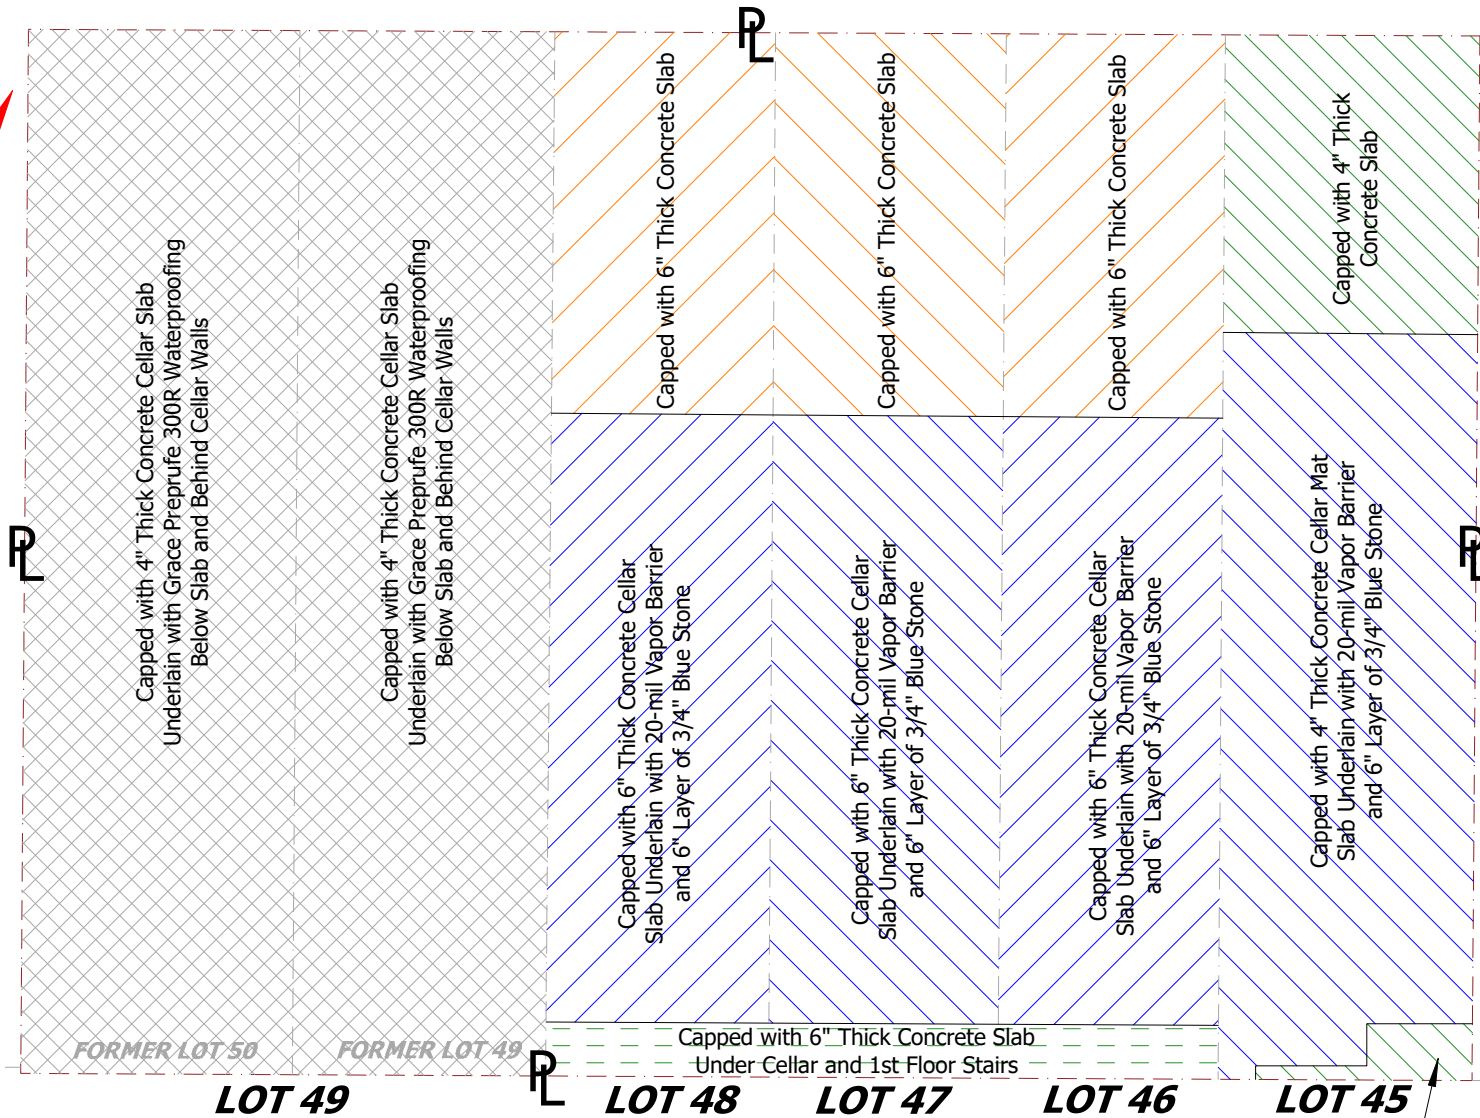 PL
Capped with 6" Thick Concrete Slab
Capped with 6" Thick Concrete Slab
Capped with 6" Thick Concrete Slab
Capped with 4" Thick
Concrete Slab
Capped with 4" Thick Concrete Cellar Slab
Underlain with Grace Preprufe 300R Waterproofing
Below Slab and Behind Cellar Walls
Capped with 4" Thick Concrete Cellar Slab
Underlain with Grace Preprufe 300R Waterproofing
Below Slab and Behind Cellar Walls
PL
PL
Capped with 6" Thick Concrete Cellar
Slab Underlain with 20-mil Vapor Barrier
and 6" Layer of 3/4" Blue Stone
Capped with 6" Thick Concrete Cellar
Slab Underlain with 20-mil Vapor Barrier
and 6" Layer of 3/4" Blue Stone
Capped with 6" Thick Concrete Cellar
Slab Underlain with 20-mil Vapor Barrier
and 6" Layer of 3/4" Blue Stone
Capped with 4" Thick Concrete Cellar Mat
Slab Underlain with 20-mil Vapor Barrier
and 6" Layer of 3/4" Blue Stone
Capped with 6" Thick Concrete Slab
Under Cellar and 1st Floor Stairs
FORMER LOT 50
FORMER LOT 49
PL
LOT 49
LOT 48
LOT 47
LOT 46
LOT 45